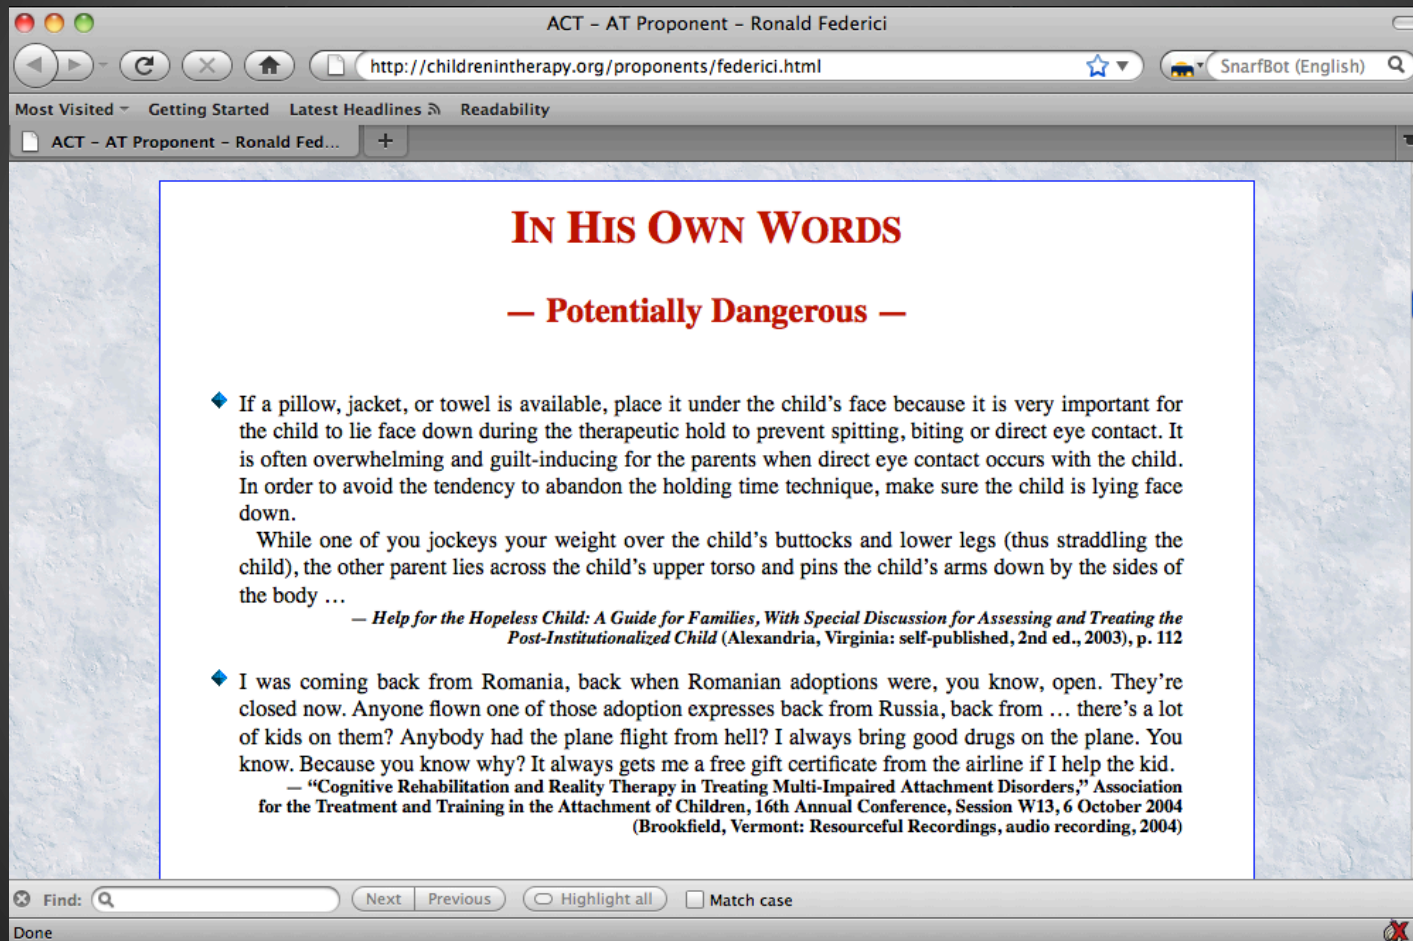 ACT – AT Proponent – Ronald Federici
http://childrenintherapy.org/proponents/federici.html
SnarfBot (English)
Most Visited Getting Started Latest Headlines Readability
ACT – AT Proponent – Ronald Fed... +
IN HIS OWN WORDS
— Potentially Dangerous —
If a pillow, jacket, or towel is available, place it under the child’s face because it is very important for
the child to lie face down during the therapeutic hold to prevent spitting, biting or direct eye contact. It
is often overwhelming and guilt-inducing for the parents when direct eye contact occurs with the child.
In order to avoid the tendency to abandon the holding time technique, make sure the child is lying face
down.
While one of you jockeys your weight over the child’s buttocks and lower legs (thus straddling the
child), the other parent lies across the child’s upper torso and pins the child’s arms down by the sides of
the body …
— Help for the Hopeless Child: A Guide for Families, With Special Discussion for Assessing and Treating the
Post-Institutionalized Child (Alexandria, Virginia: self-published, 2nd ed., 2003), p. 112
I was coming back from Romania, back when Romanian adoptions were, you know, open. They’re
closed now. Anyone flown one of those adoption expresses back from Russia, back from … there’s a lot
of kids on them? Anybody had the plane flight from hell? I always bring good drugs on the plane. You
know. Because you know why? It always gets me a free gift certificate from the airline if I help the kid.
— “Cognitive Rehabilitation and Reality Therapy in Treating Multi-Impaired Attachment Disorders,” Association
for the Treatment and Training in the Attachment of Children, 16th Annual Conference, Session W13, 6 October 2004
(Brookfield, Vermont: Resourceful Recordings, audio recording, 2004)
Find: Next Previous Highlight all Match case
Done